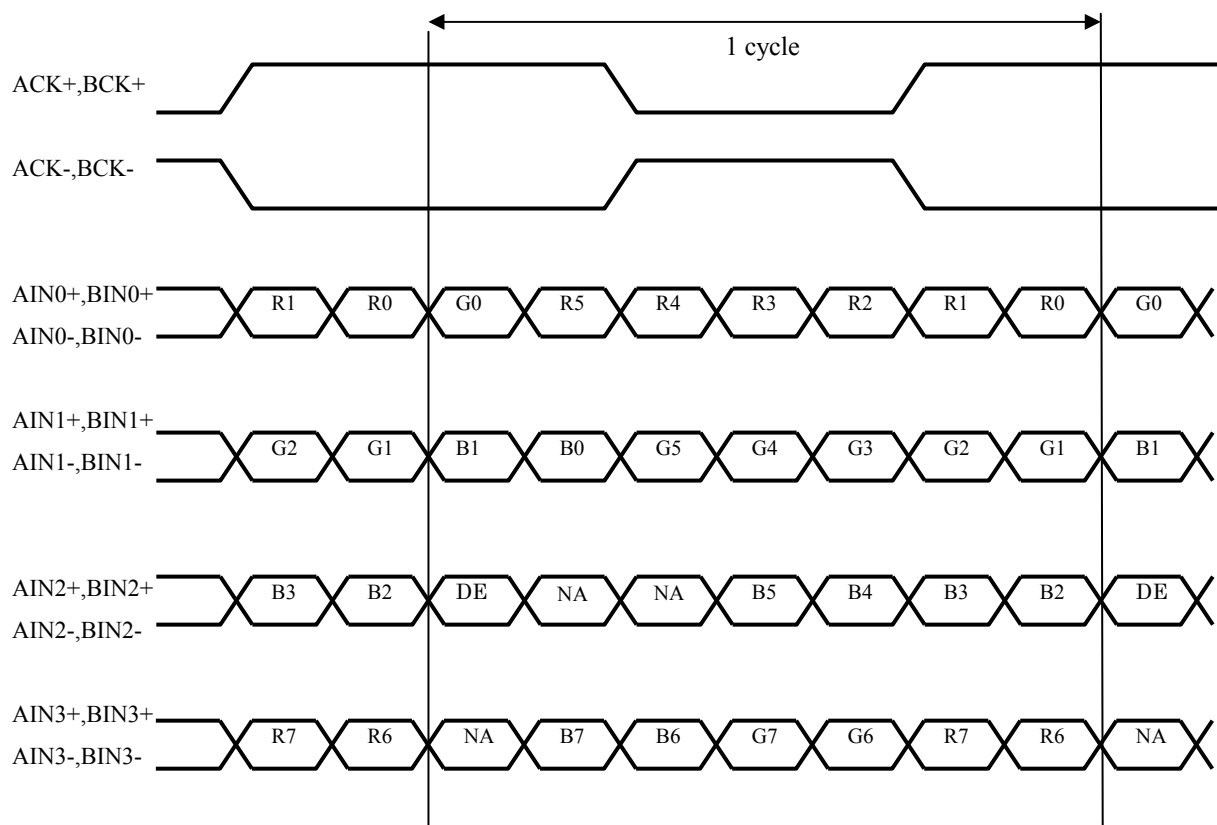 1 cycle
ACK+,BCK+
ACK-,BCK-
AIN0+,BIN0+
R1 R0 G0 R5 R4 R3 R2 R1 R0 G0
AIN0-,BIN0-
AIN1+,BIN1+
G2 G1 B1 B0 G5 G4 G3 G2 G1 B1
AIN1-,BIN1-
AIN2+,BIN2+
B3 B2 DE NA NA B5 B4 B3 B2 DE
AIN2-,BIN2-
AIN3+,BIN3+
R7 R6 NA B7 B6 G7 G6 R7 R6 NA
AIN3-,BIN3-